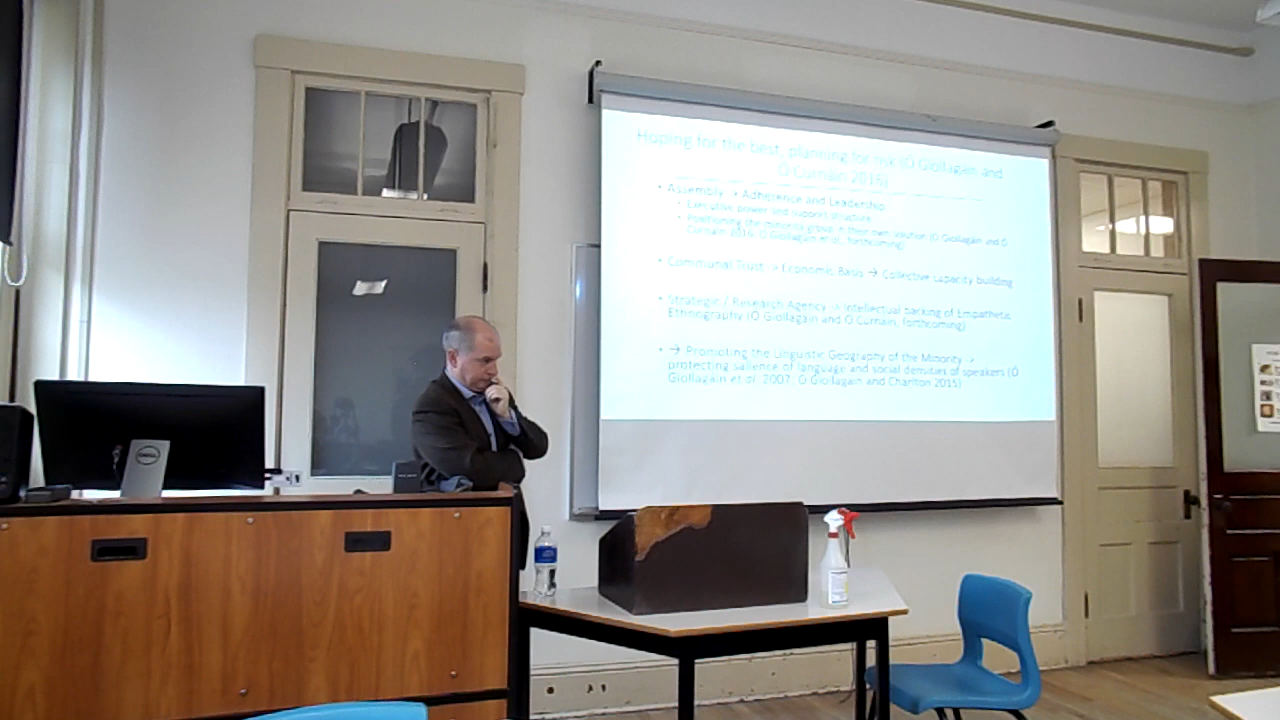 Hoping for the best, planning for risk (Ó Giollagáin and
Ó Curnáin 2016)
• Assembly → Adherence and Leadership
• Executive power and support structure
• Positioning the minority group in their own solution (Ó Giollagáin and Ó
Curnáin 2016; Ó Giollagáin et al., forthcoming)
• Communal Trust → Economic Basis → Collective capacity building
• Strategic / Research Agency → Intellectual backing of Empathetic
Ethnography (Ó Giollagáin and Ó Curnáin, forthcoming)
• → Promoting the Linguistic Geography of the Minority →
protecting salience of language and social densities of speakers (Ó
Giollagáin et al. 2007; Ó Giollagáin and Charlton 2015)
DELL